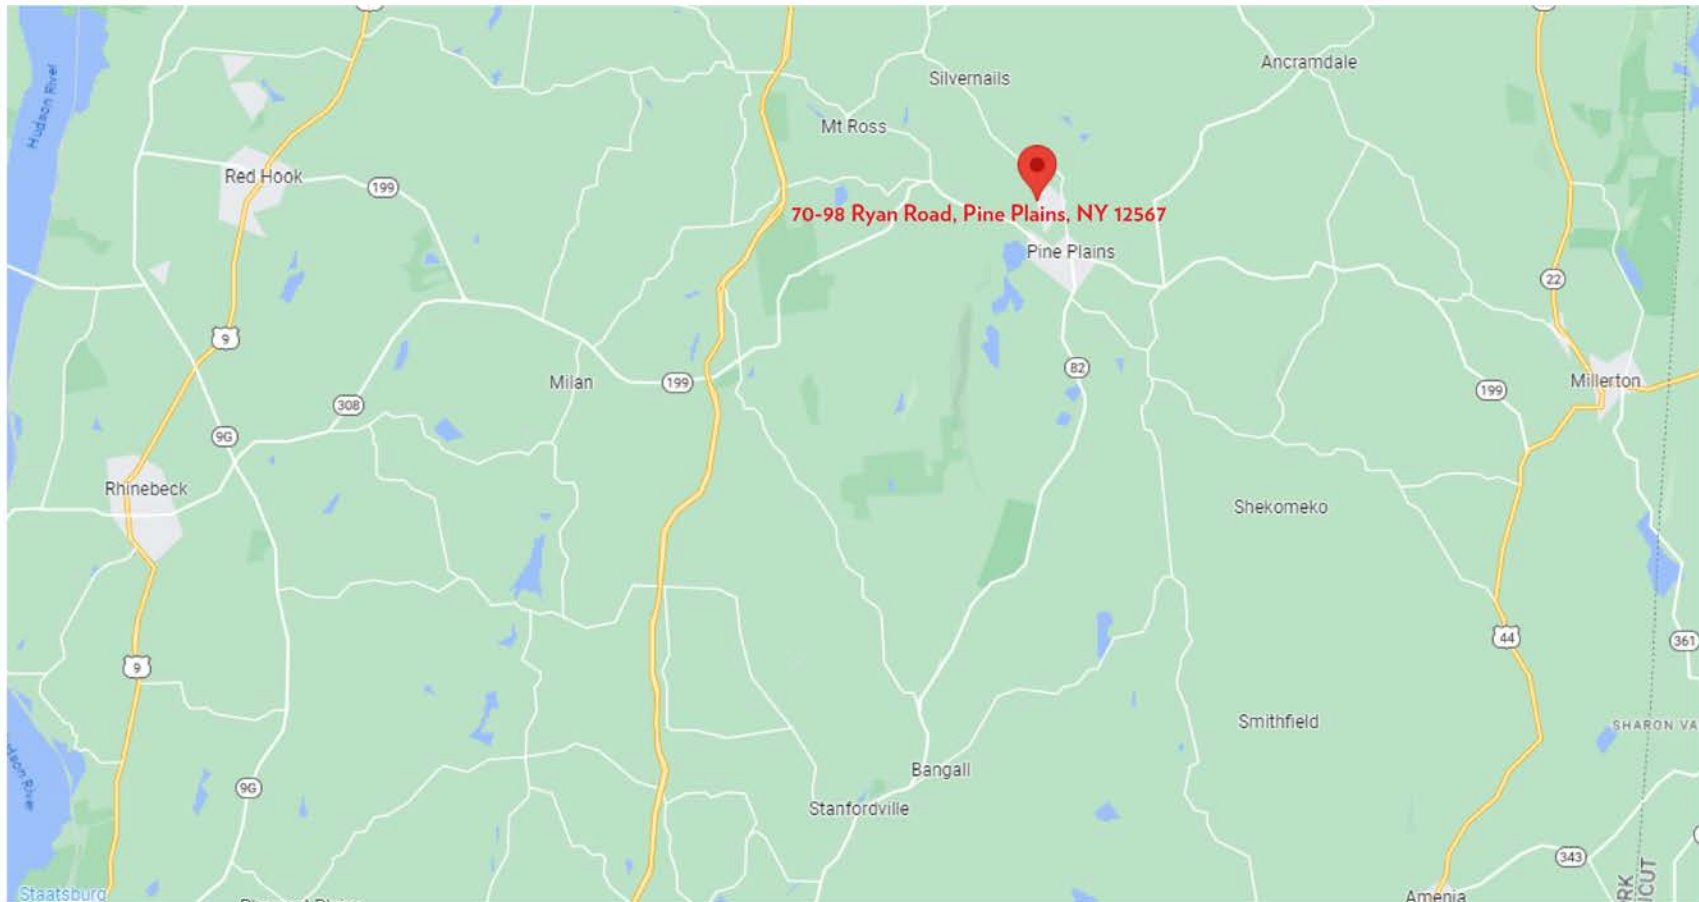 Ancramdale
Silvernails
Hudson River
Mt Ross
Red Hook
199
70-98 Ryan Road, Pine Plains, NY 12567
Pine Plains
22
9
82
Milan
199
Millerton
199
308
9G
Rhinebeck
Shekomeko
44
361
9
Smithfield
SHARON VA
Bangall
9G
Stanfordville
343
Staatsburg
Amenia